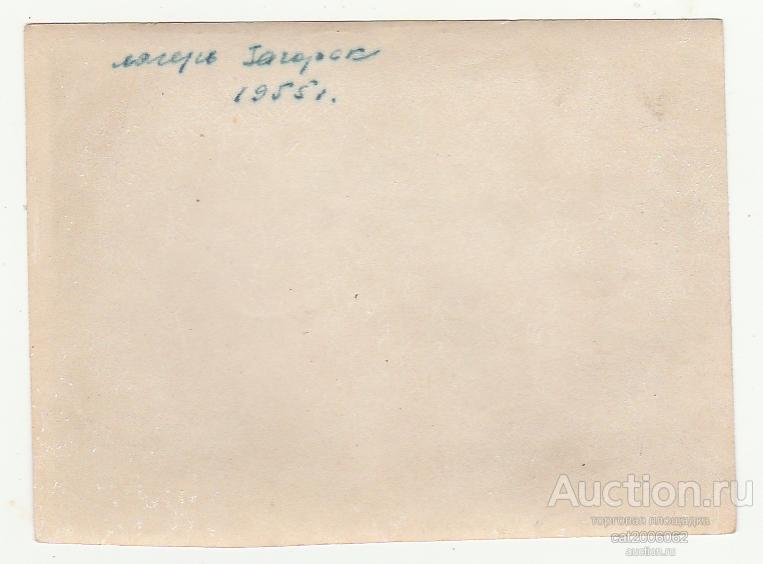 лагерь Загорск
1955 г.
Auction.ru
торговая площадка
cat2006062
auction.ru